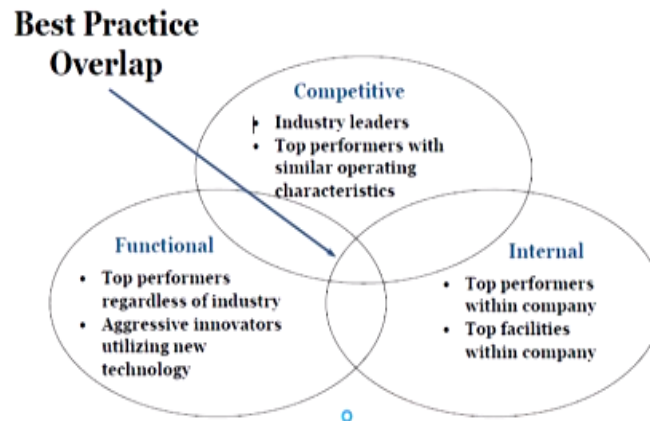 Best Practice
Overlap
Competitive
• Industry leaders
• Top performers with
similar operating
characteristics
Functional
• Top performers
regardless of industry
• Aggressive innovators
utilizing new
technology
Internal
• Top performers
within company
• Top facilities
within company